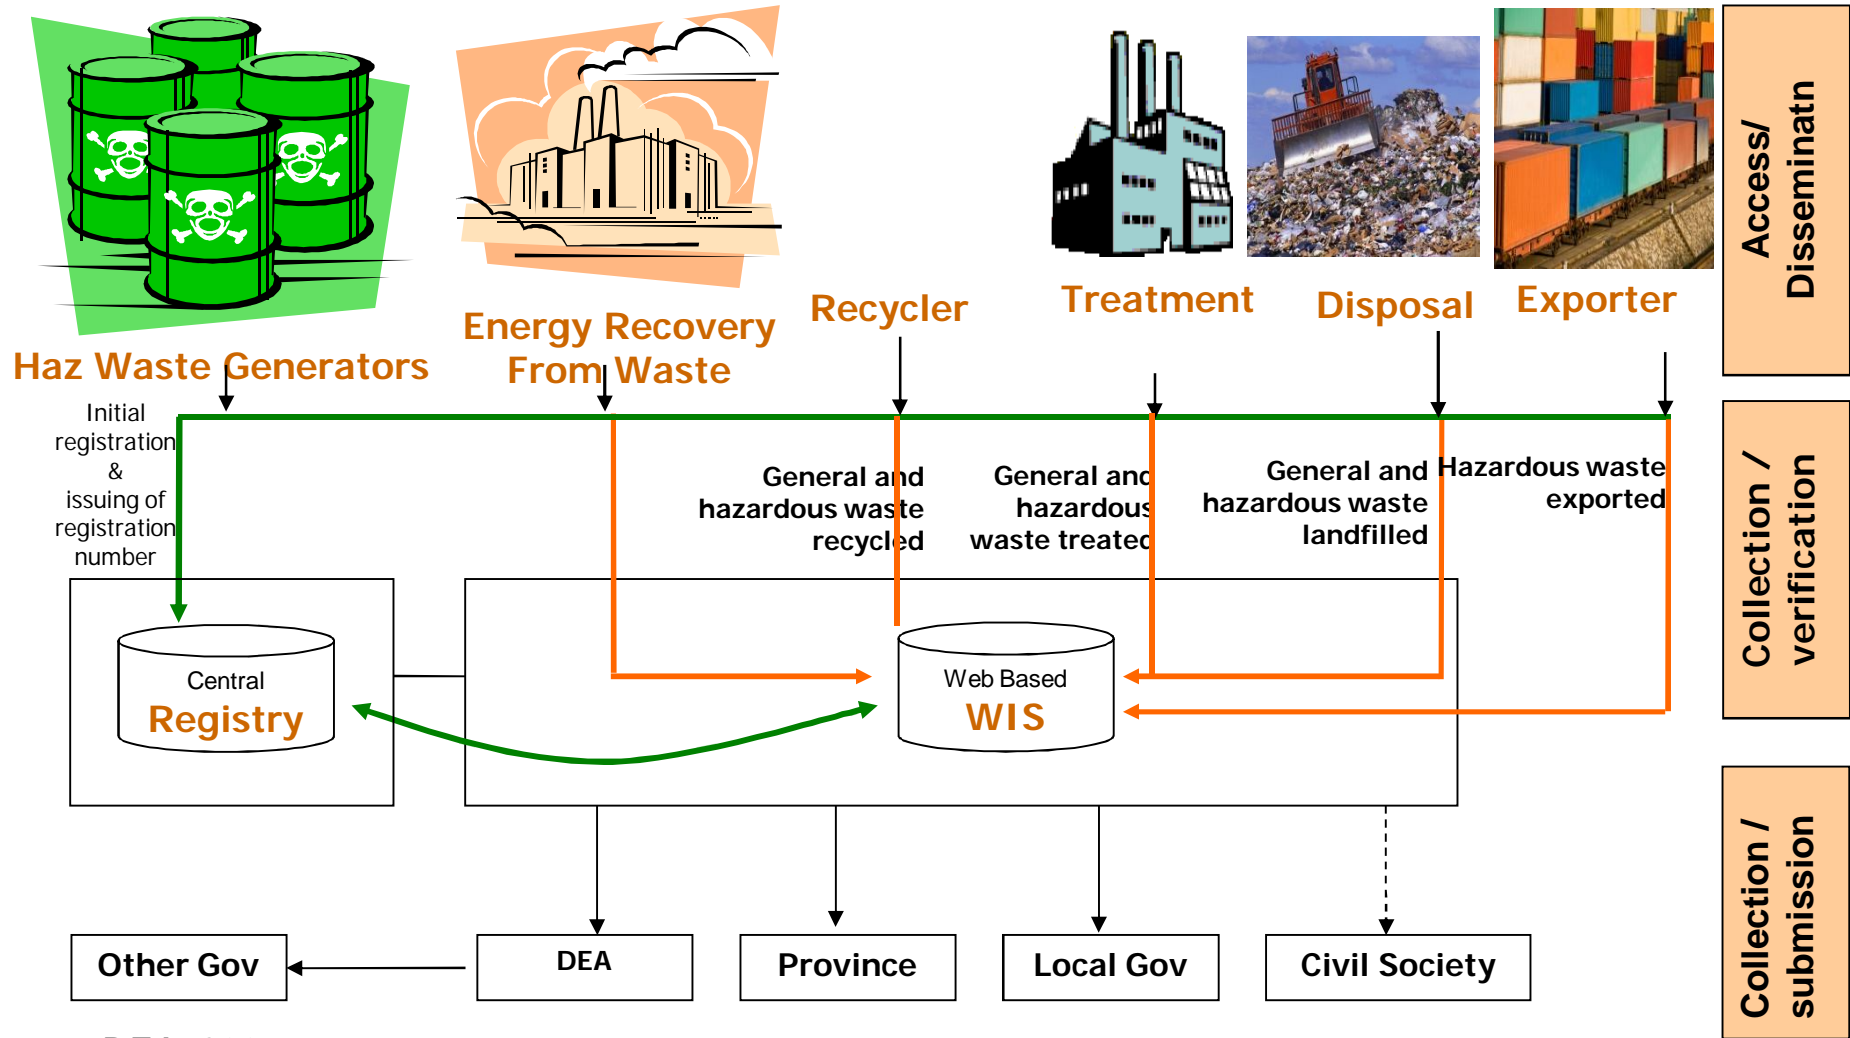 Haz Waste Generators
Energy Recovery
From Waste
Recycler
Treatment
Disposal
Exporter
Access/
Disseminatn
Initial
registration
&
issuing of
registration
number
General and
hazardous waste
recycled
General and
hazardous
waste treated
General and
hazardous waste
landfilled
Hazardous waste
exported
Collection /
verification
Central
Registry
Web Based
WIS
Other Gov
DEA
Province
Local Gov
Civil Society
Collection /
submission